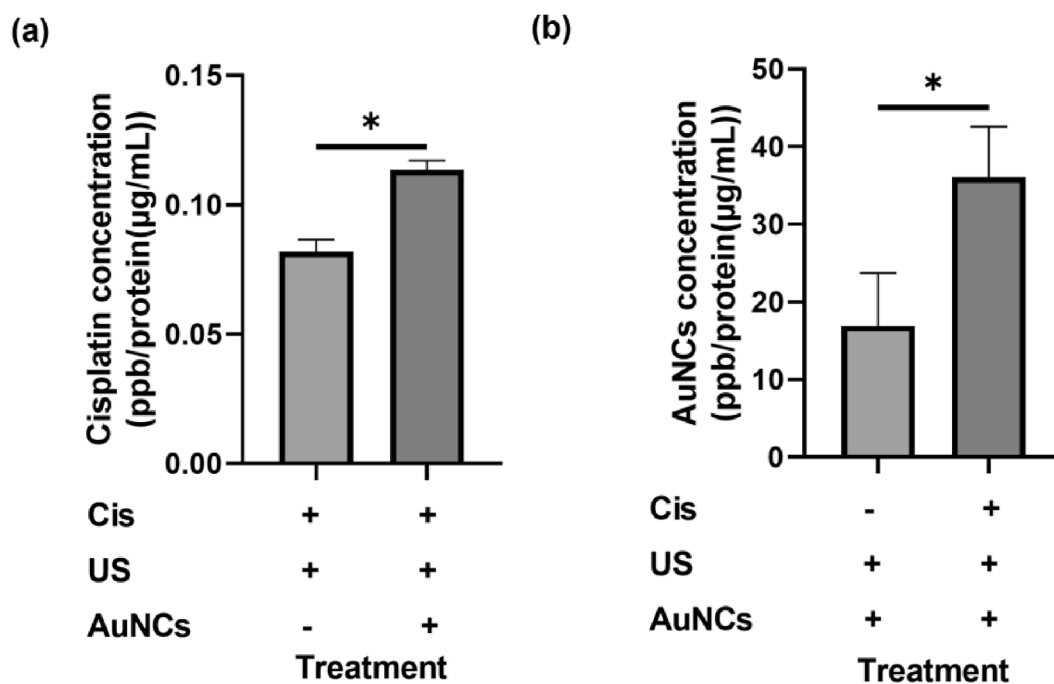 (a)
Cisplatin concentration
(ppb/protein(µg/mL))
0.15
0.10
0.05
0.00
*
Cis + +
US + +
AuNCs - +
Treatment
(b)
AuNCs concentration
(ppb/protein(µg/mL))
50
40
30
20
10
0
*
Cis - +
US + +
AuNCs + +
Treatment